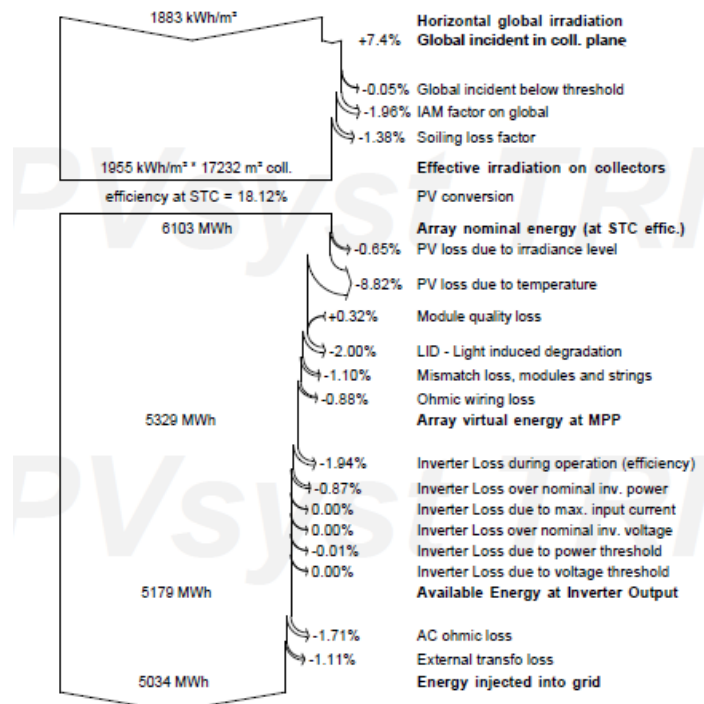 1883 kWh/m² Horizontal global irradiation
+7.4% Global incident in coll. plane
-0.05% Global incident below threshold
-1.96% IAM factor on global
-1.38% Soiling loss factor
1955 kWh/m² * 17232 m² coll. Effective irradiation on collectors
efficiency at STC = 18.12% PV conversion
PVsyst TRI
6103 MWh Array nominal energy (at STC effic.)
-0.65% PV loss due to irradiance level
-8.82% PV loss due to temperature
+0.32% Module quality loss
-2.00% LID - Light induced degradation
-1.10% Mismatch loss, modules and strings
-0.88% Ohmic wiring loss
5329 MWh Array virtual energy at MPP
-1.94% Inverter Loss during operation (efficiency)
-0.87% Inverter Loss over nominal inv. power
0.00% Inverter Loss due to max. input current
PVsyst TRI
0.00% Inverter Loss over nominal inv. voltage
-0.01% Inverter Loss due to power threshold
0.00% Inverter Loss due to voltage threshold
5179 MWh Available Energy at Inverter Output
-1.71% AC ohmic loss
-1.11% External transfo loss
5034 MWh Energy injected into grid